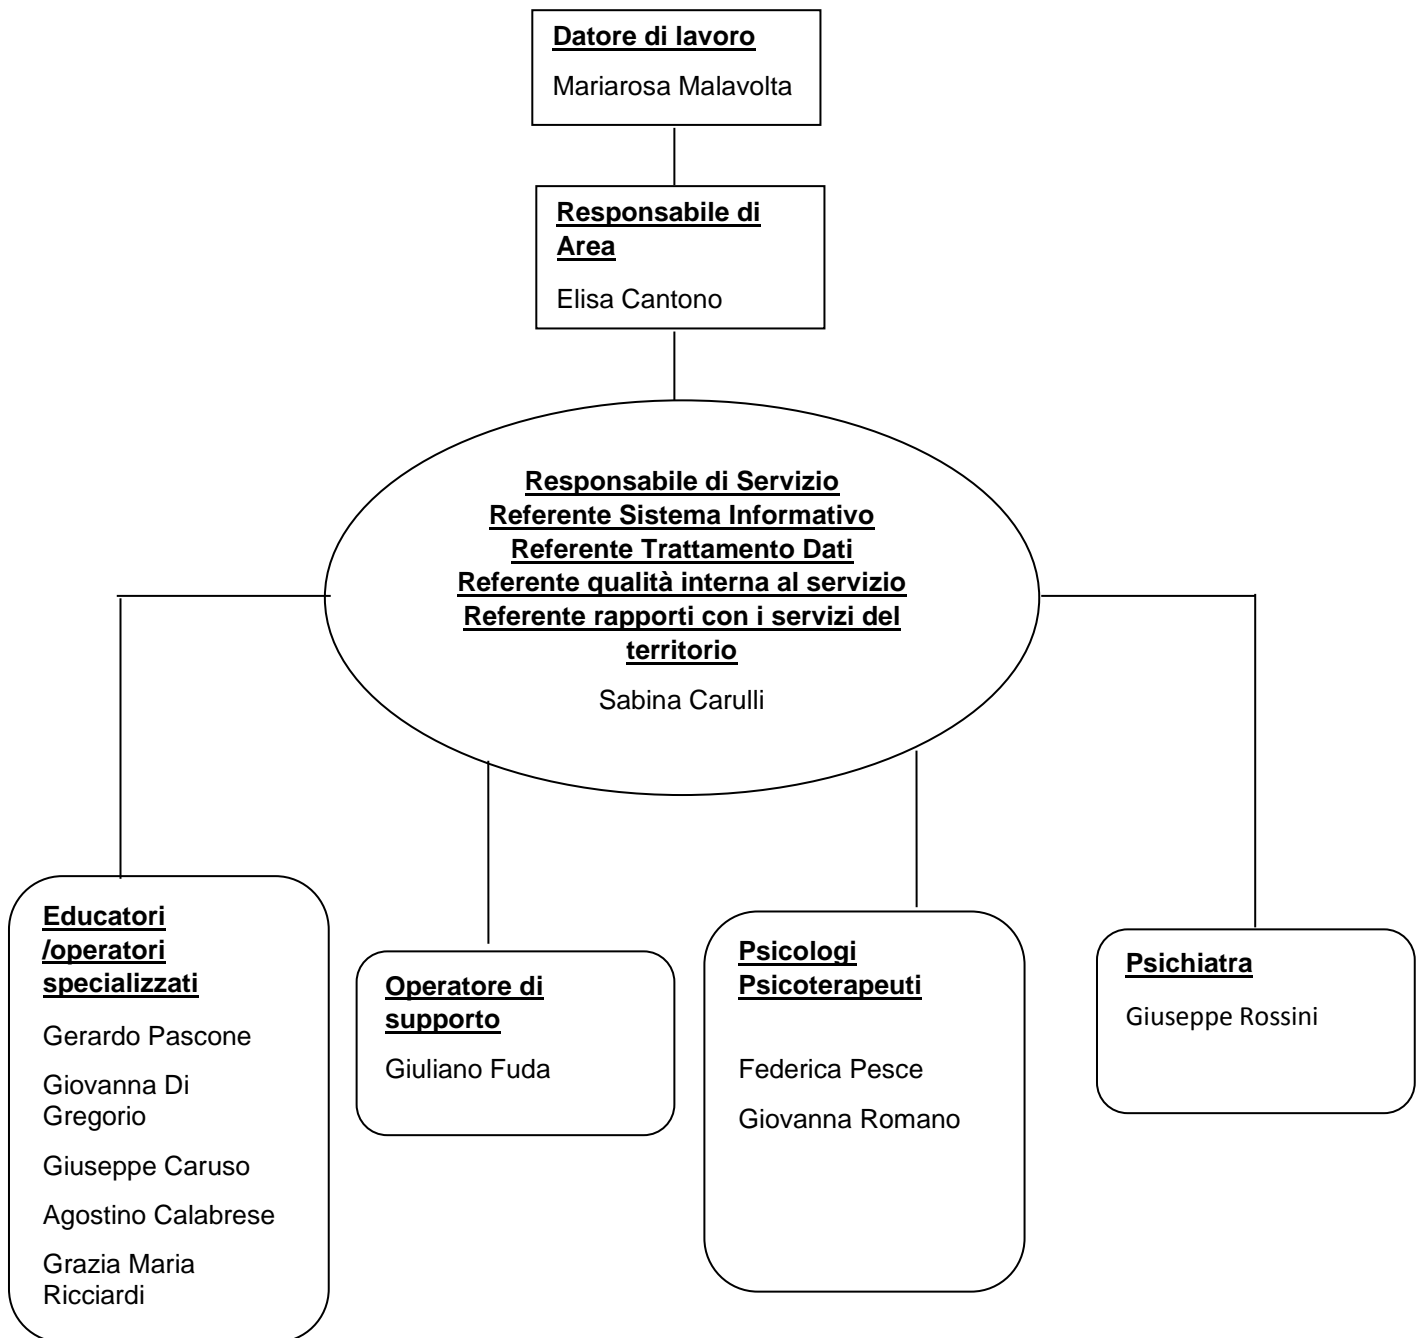 Datore di lavoro
Mariarosa Malavolta
Responsabile di
Area
Elisa Cantono
Responsabile di Servizio
Referente Sistema Informativo
Referente Trattamento Dati
Referente qualità interna al servizio
Referente rapporti con i servizi del
territorio
Sabina Carulli
Educatori
/operatori
specializzati
Gerardo Pascone
Giovanna Di
Gregorio
Giuseppe Caruso
Agostino Calabrese
Grazia Maria
Ricciardi
Operatore di
supporto
Giuliano Fuda
Psicologi
Psicoterapeuti
Federica Pesce
Giovanna Romano
Psichiatra
Giuseppe Rossini